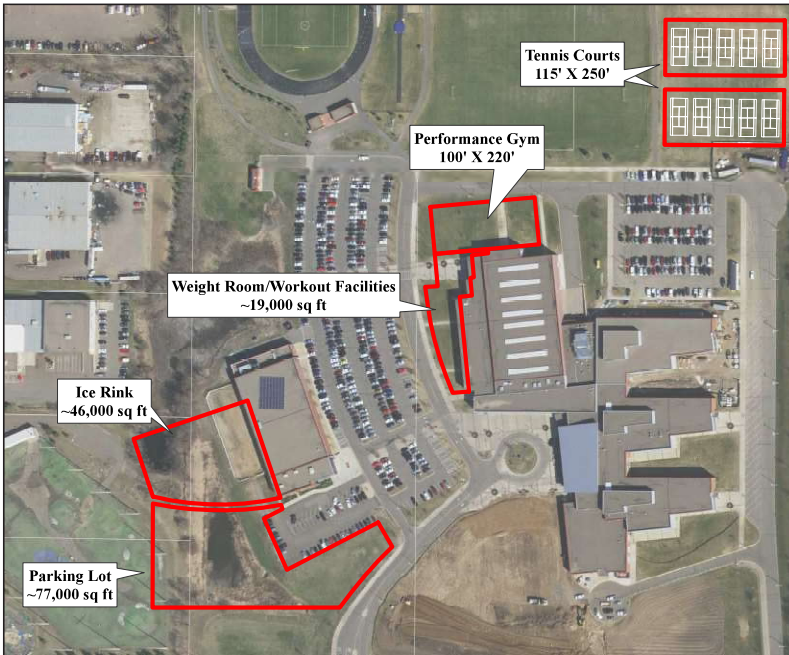 Tennis Courts
115' X 250'
Performance Gym
100' X 220'
Weight Room/Workout Facilities
~19,000 sq ft
Ice Rink
~46,000 sq ft
Parking Lot
~77,000 sq ft